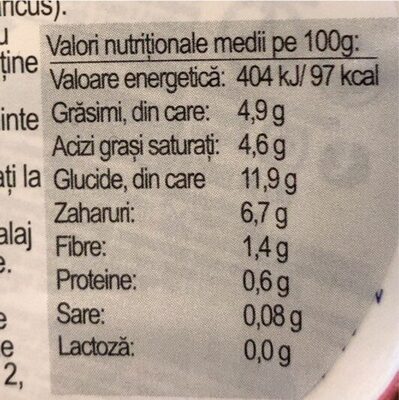 ricus).
Valori nutriționale medii pe 100g:
ține
Valoare energetică: 404 kJ/ 97 kcal
inte
Grăsimi, din care: 4,9 g
Acizi grași saturați: 4,6 g
ați la
Glucide, din care 11,9 g
Zaharuri: 6,7 g
alaj
Fibre: 1,4 g
e.
Proteine: 0,6 g
e
Sare: 0,08 g
e
Lactoză: 0,0 g
2,